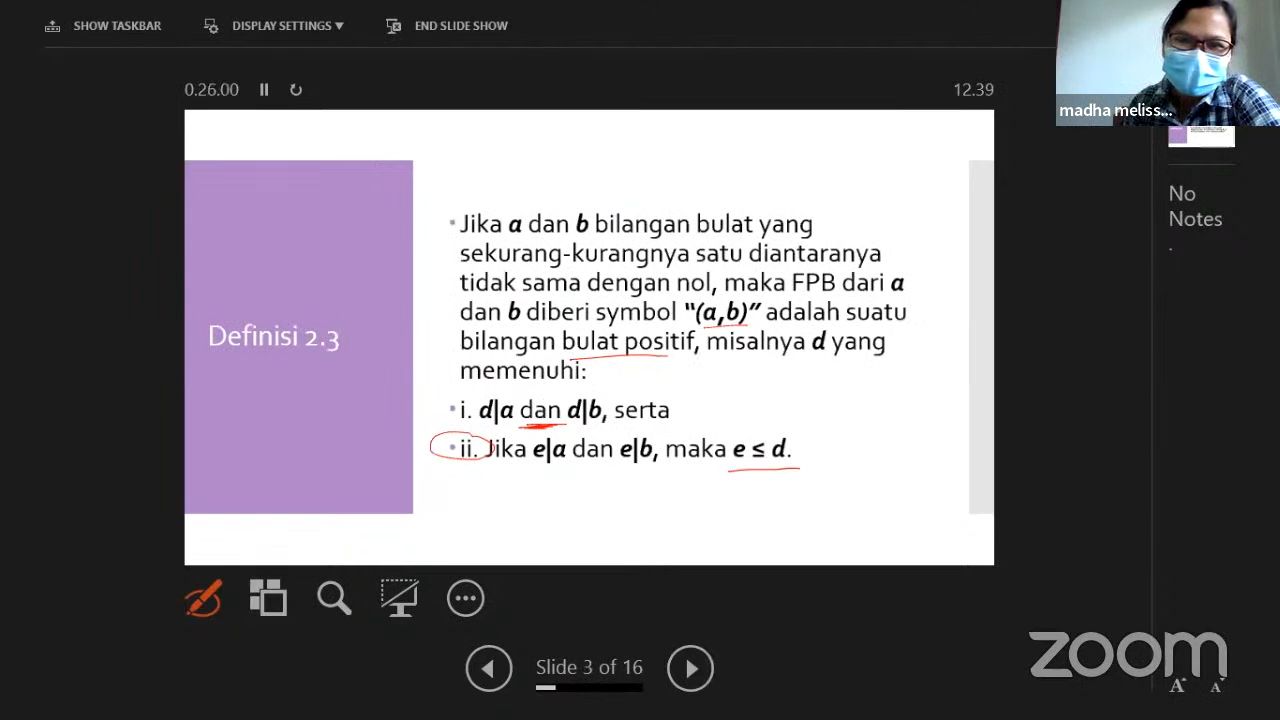 SHOW TASKBAR
DISPLAY SETTINGS ▼
END SLIDE SHOW
0.26.00
12.39
madha meliss...
No
Notes
.
Definisi 2.3
• Jika a dan b bilangan bulat yang
sekurang-kurangnya satu diantaranya
tidak sama dengan nol, maka FPB dari a
dan b diberi symbol "(a,b)" adalah suatu
bilangan bulat positif, misalnya d yang
memenuhi:
• i. d|a dan d|b, serta
• ii. Jika e|a dan e|b, maka e ≤ d.
Slide 3 of 16
zoom
A A